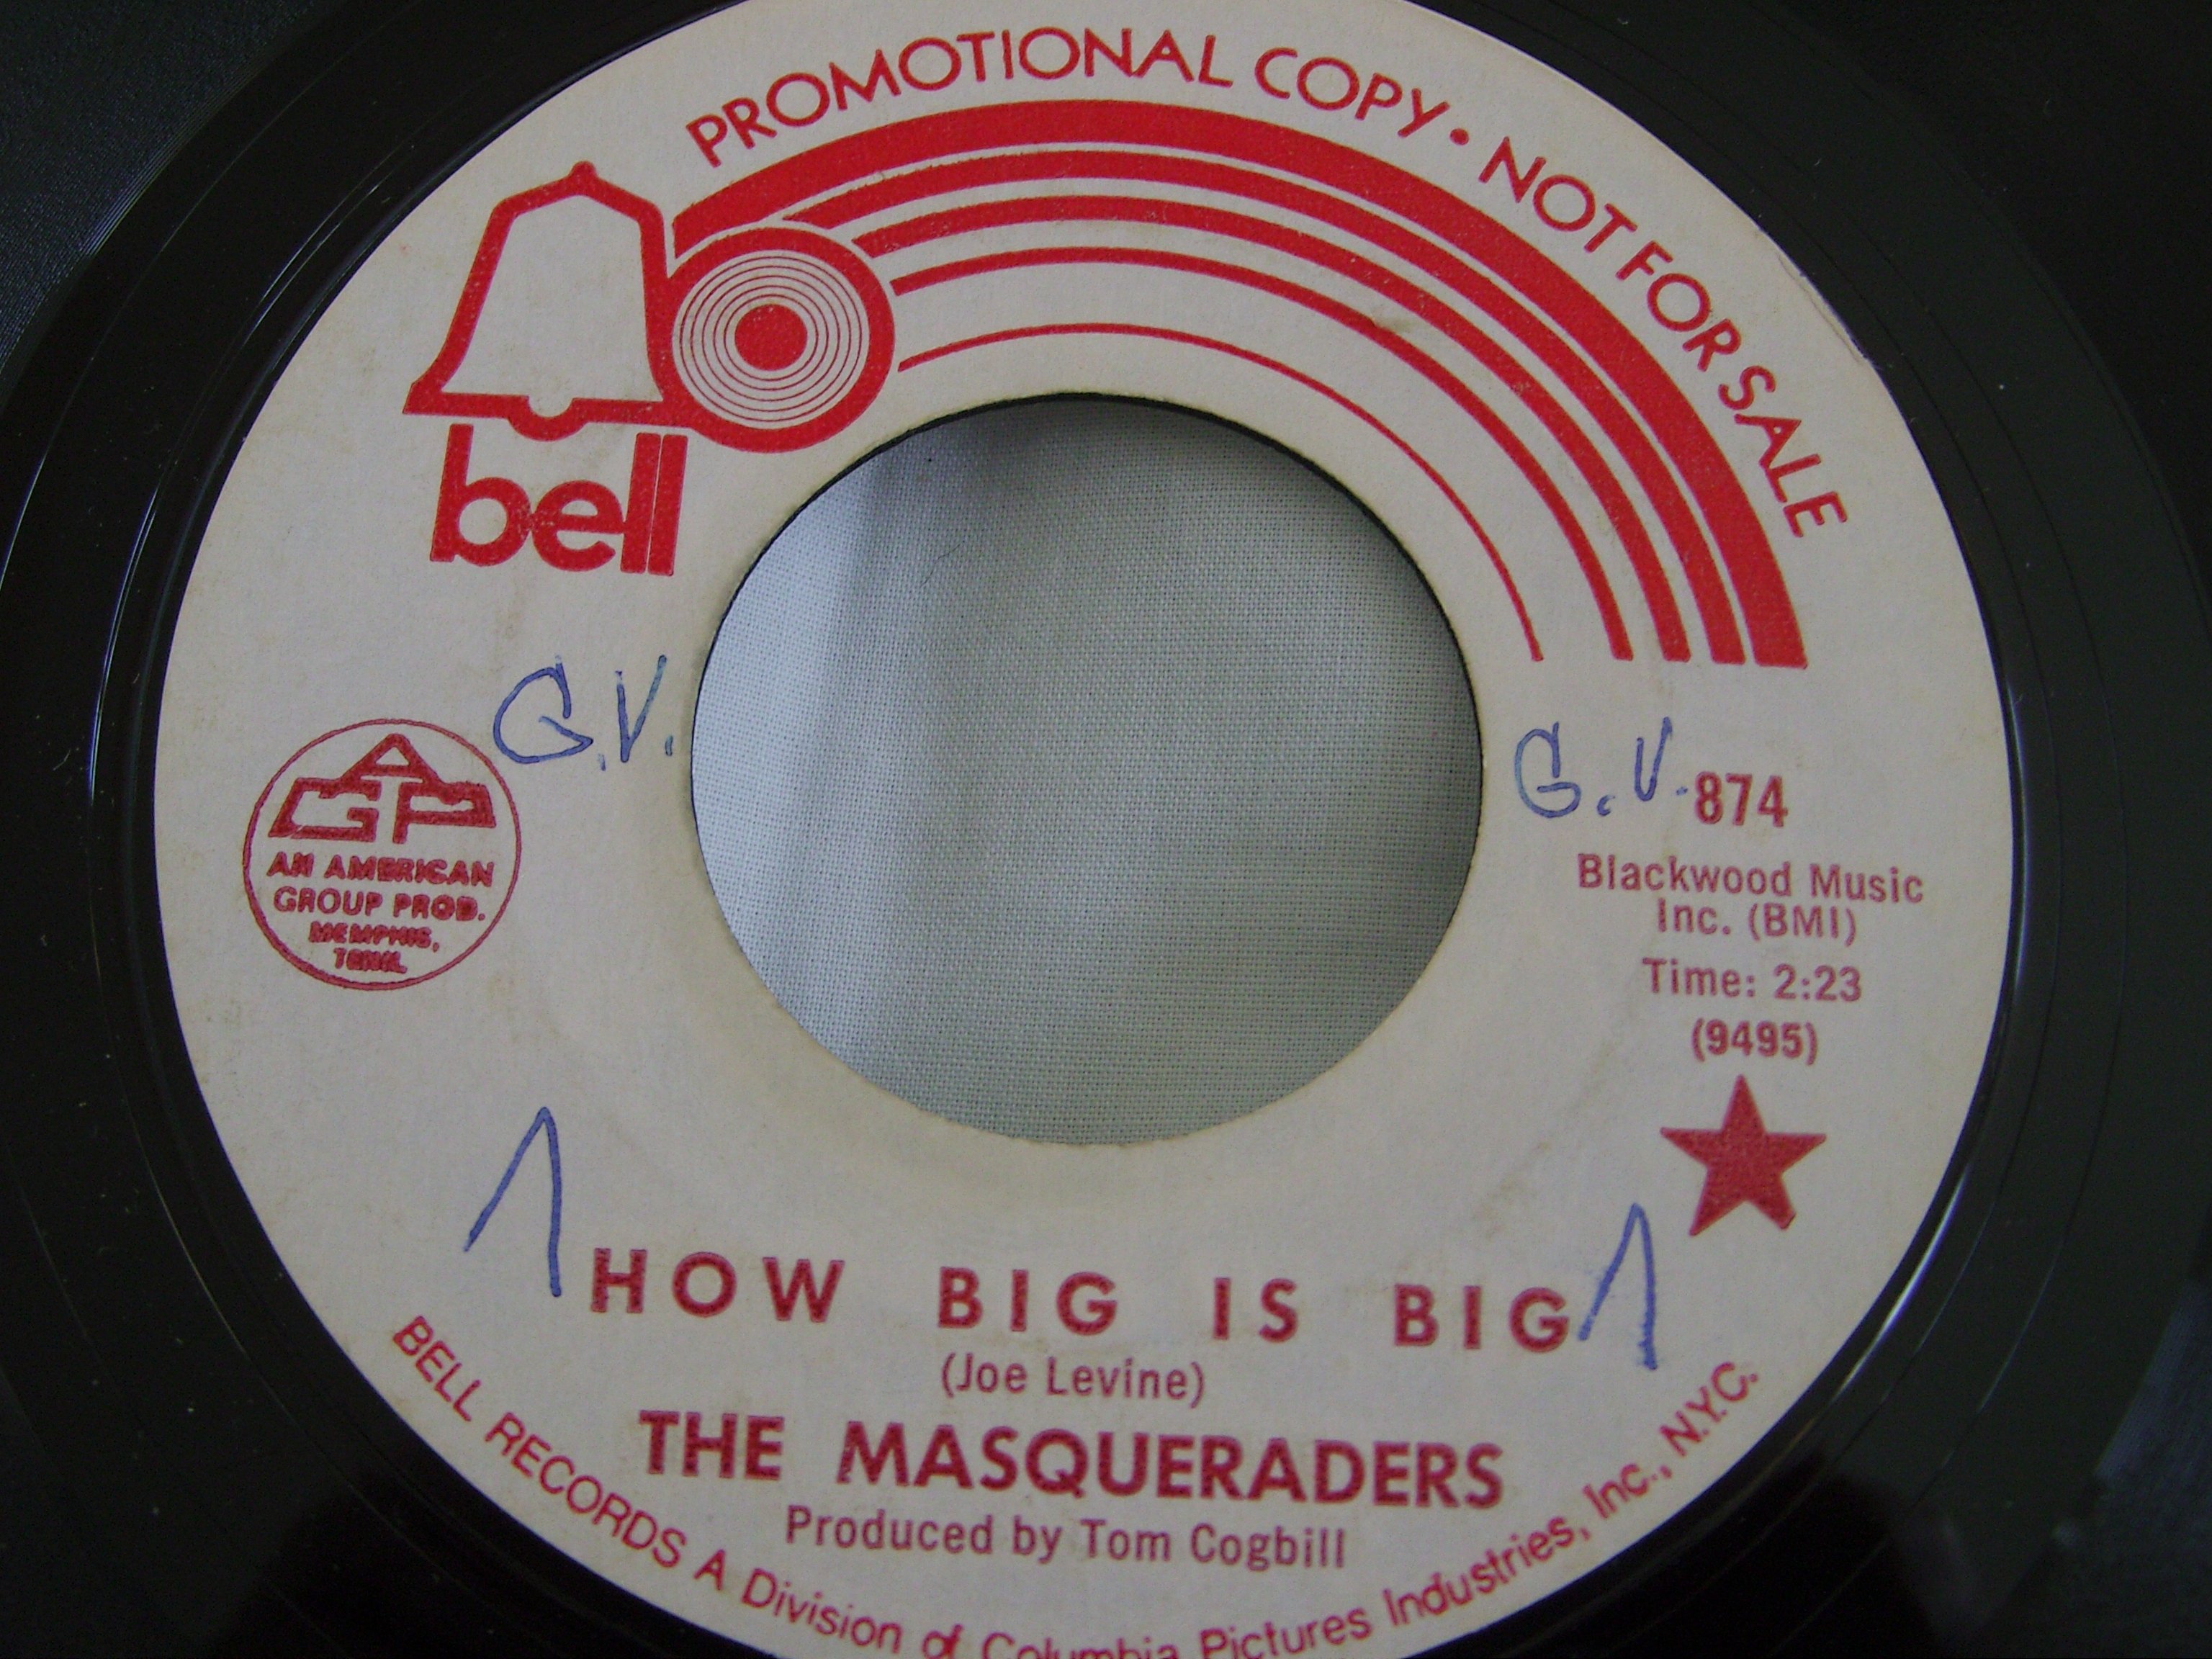 PROMOTIONAL COPY • NOT FOR SALE
bell
G.V.
G.V.
874
AGP
AN AMERICAN
GROUP PROD.
MEMPHIS,
TENN.
Blackwood Music
Inc. (BMI)
Time: 2:23
(9495)
1 HOW BIG IS BIG 1
(Joe Levine)
THE MASQUERADERS
Produced by Tom Cogbill
BELL RECORDS A Division of Columbia Pictures Industries, Inc., N.Y.C.